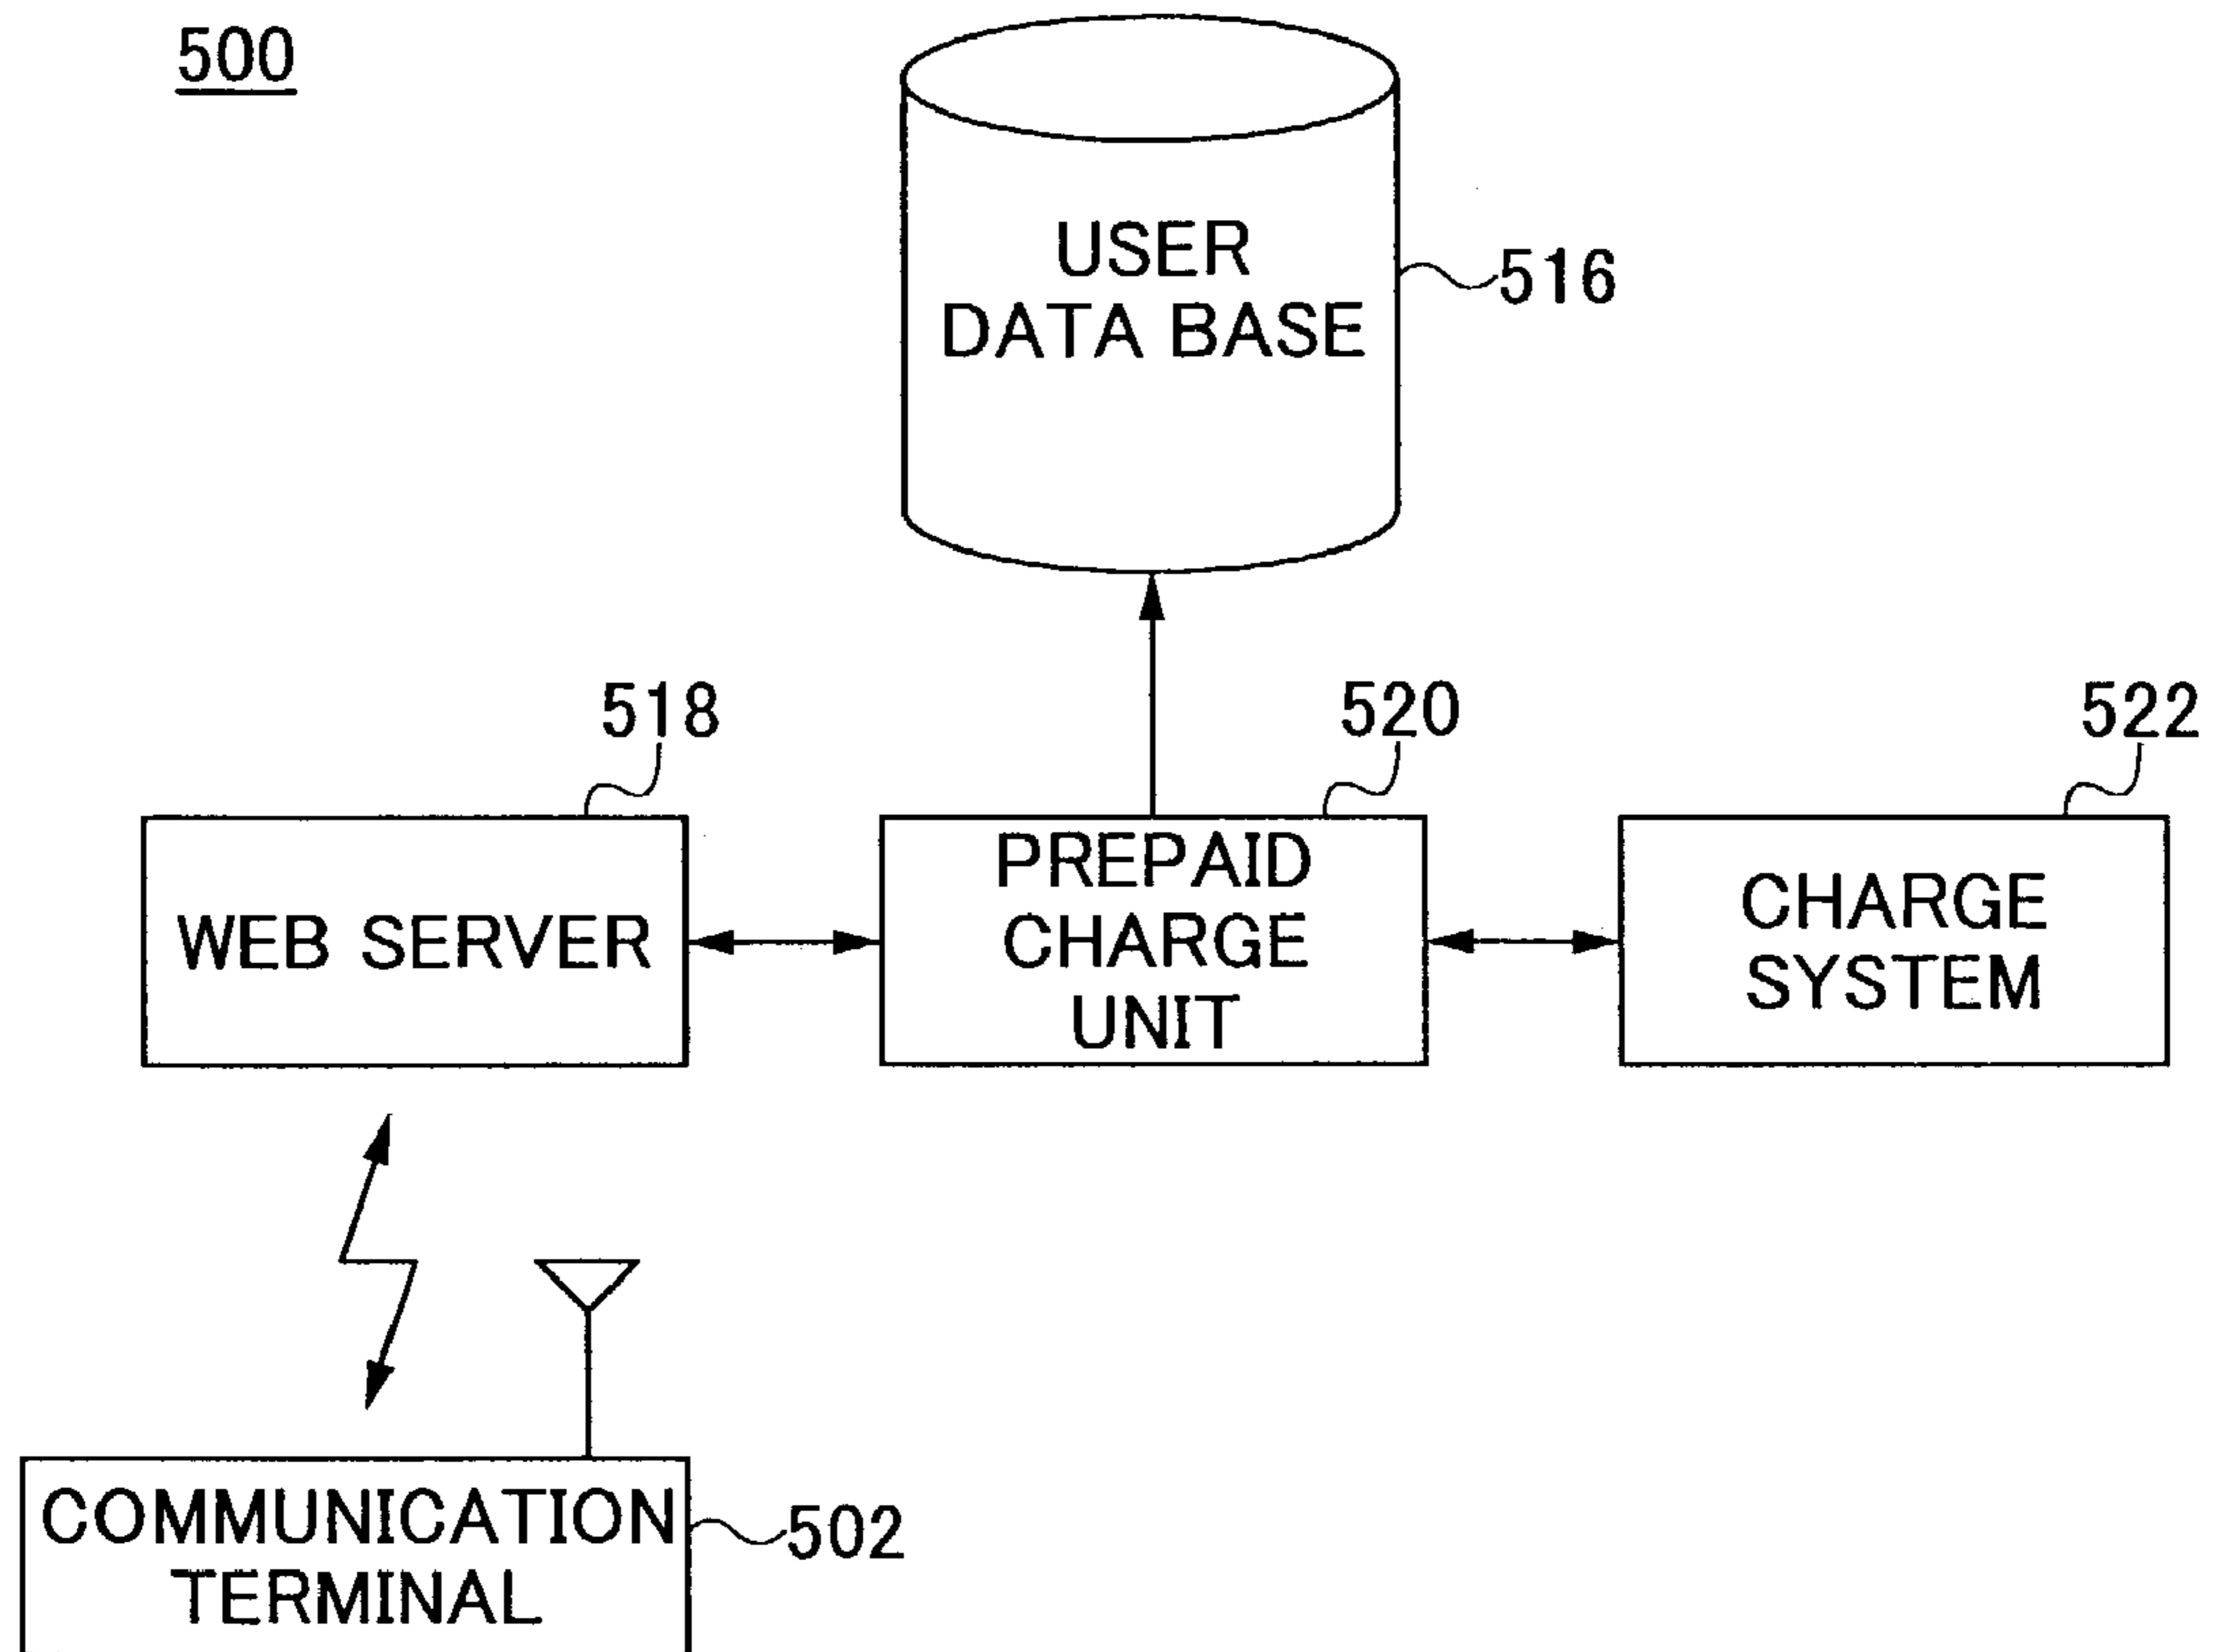 500
USER
DATA BASE
516
518
520
522
WEB SERVER
PREPAID
CHARGE
UNIT
CHARGE
SYSTEM
COMMUNICATION
TERMINAL
502